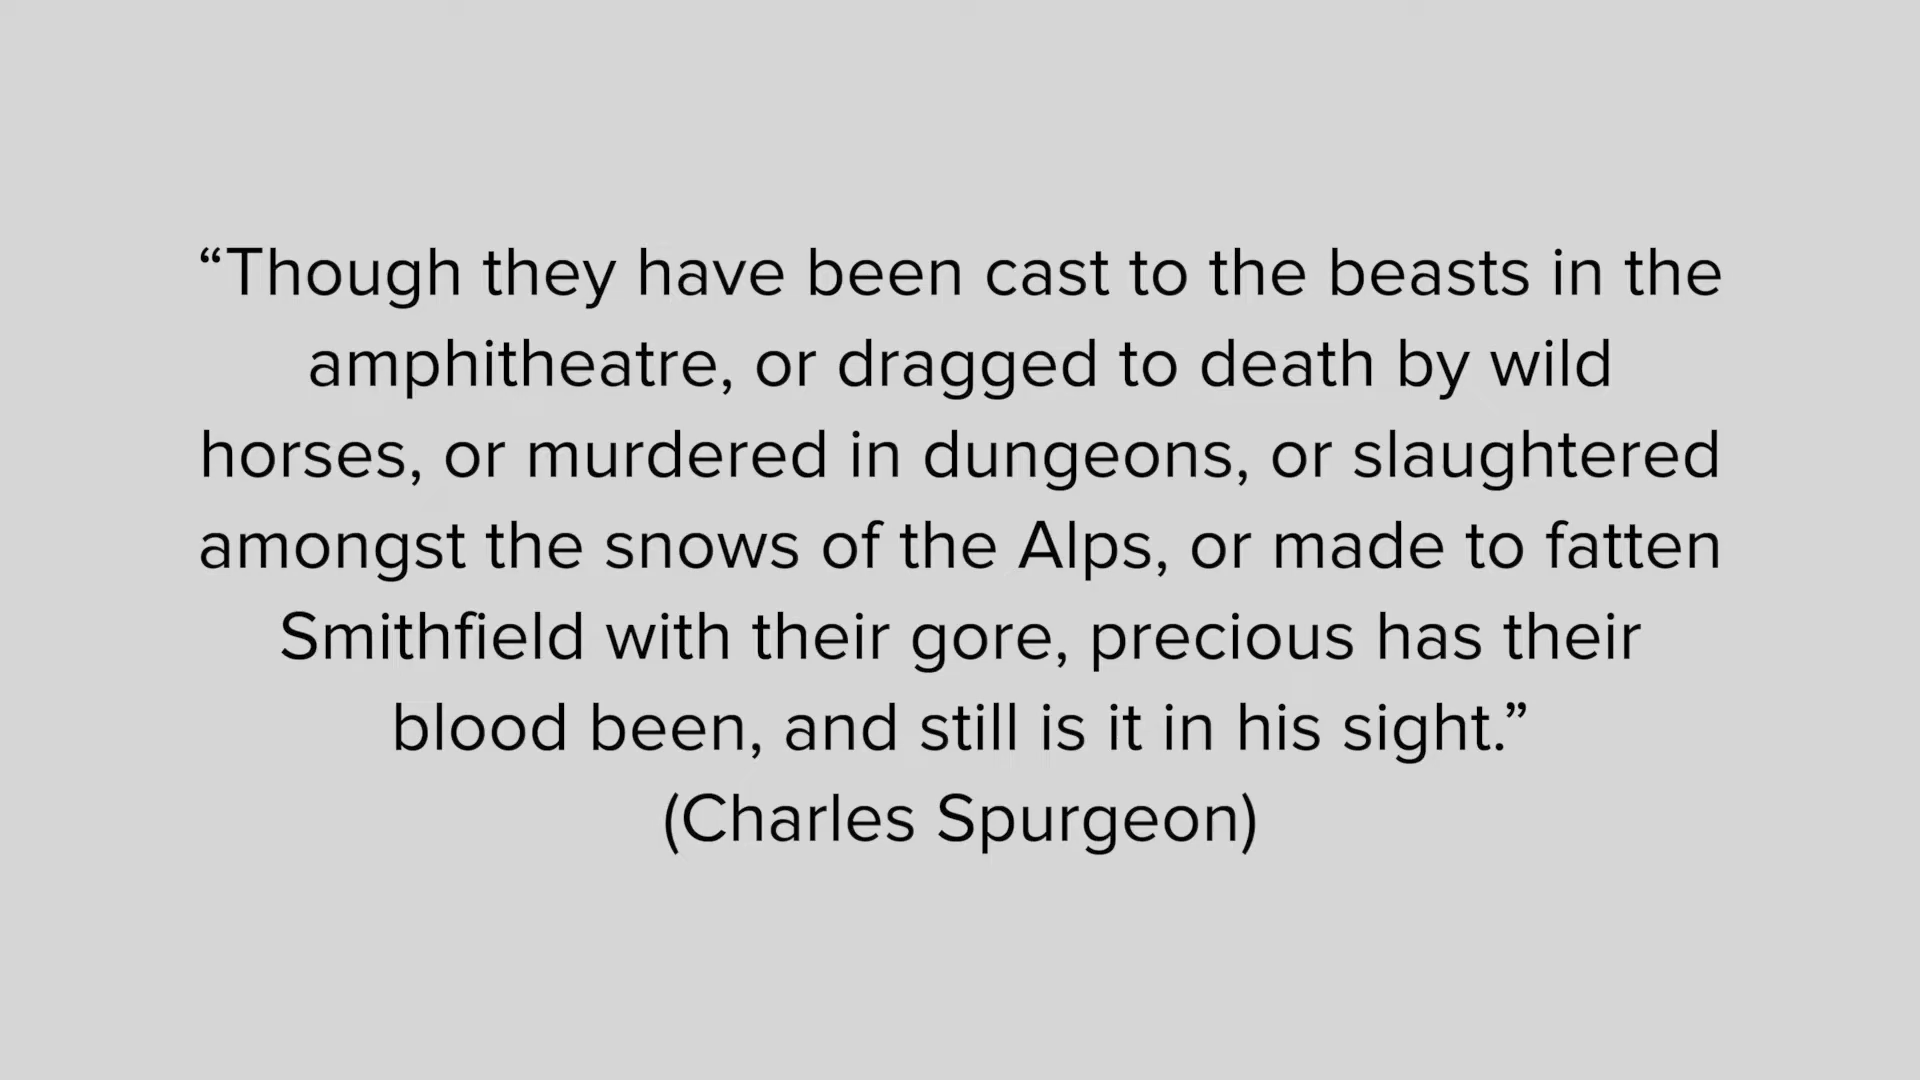 “Though they have been cast to the beasts in the
amphitheatre, or dragged to death by wild
horses, or murdered in dungeons, or slaughtered
amongst the snows of the Alps, or made to fatten
Smithfield with their gore, precious has their
blood been, and still is it in his sight.”
(Charles Spurgeon)